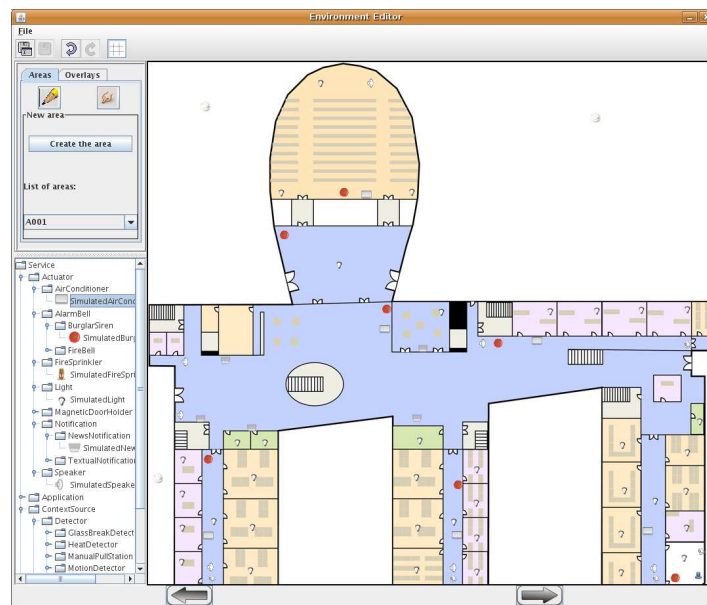 Environment Editor
File
Areas
Overlays
New area
Create the area
List of areas:
A001
Service
Actuator
AirConditioner
SimulatedAirCond
AlarmBell
BurglarSiren
SimulatedBurg
FireBell
FireSprinkler
SimulatedFireSpri
Light
SimulatedLight
MagneticDoorHolder
Notification
NewsNotification
SimulatedNew
TextualNotification
Speaker
SimulatedSpeake
Application
ContextSource
Detector
GlassBreakDetect
HeatDetector
ManualPullStation
MotionDetector